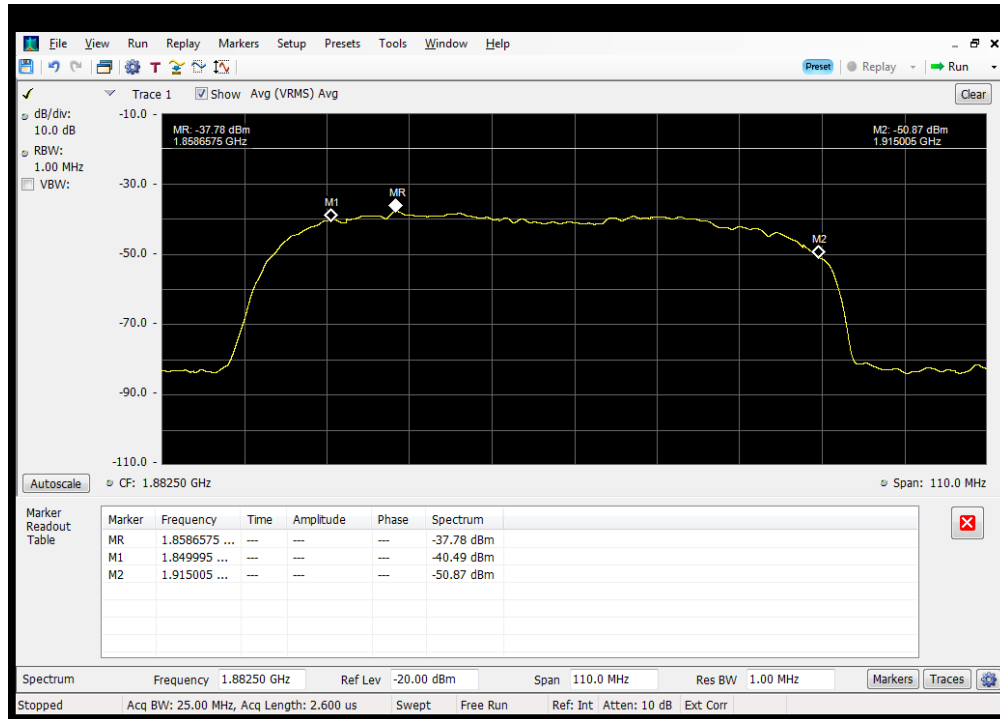 File View Run Replay Markers Setup Presets Tools Window Help
T Preset Replay Run
Trace 1 Show Avg (VRMS) Avg Clear
dB/div:
10.0 dB
RBW:
1.00 MHz
VBW:
-10.0 -
-30.0 -
-50.0 -
-70.0 -
-90.0 -
-110.0 -
MR: -37.78 dBm
1.8586575 GHz
M2: -50.87 dBm
1.915005 GHz
M1
MR
M2
Autoscale CF: 1.88250 GHz Span: 110.0 MHz
Marker
Readout
Table
Marker Frequency Time Amplitude Phase Spectrum
MR 1.8586575 ... --- --- --- -37.78 dBm
M1 1.849995 ... --- --- --- -40.49 dBm
M2 1.915005 ... --- --- --- -50.87 dBm
Spectrum Frequency 1.88250 GHz Ref Lev -20.00 dBm Span 110.0 MHz Res BW 1.00 MHz Markers Traces
Stopped Acq BW: 25.00 MHz, Acq Length: 2.600 us Swept Free Run Ref: Int Atten: 10 dB Ext Corr